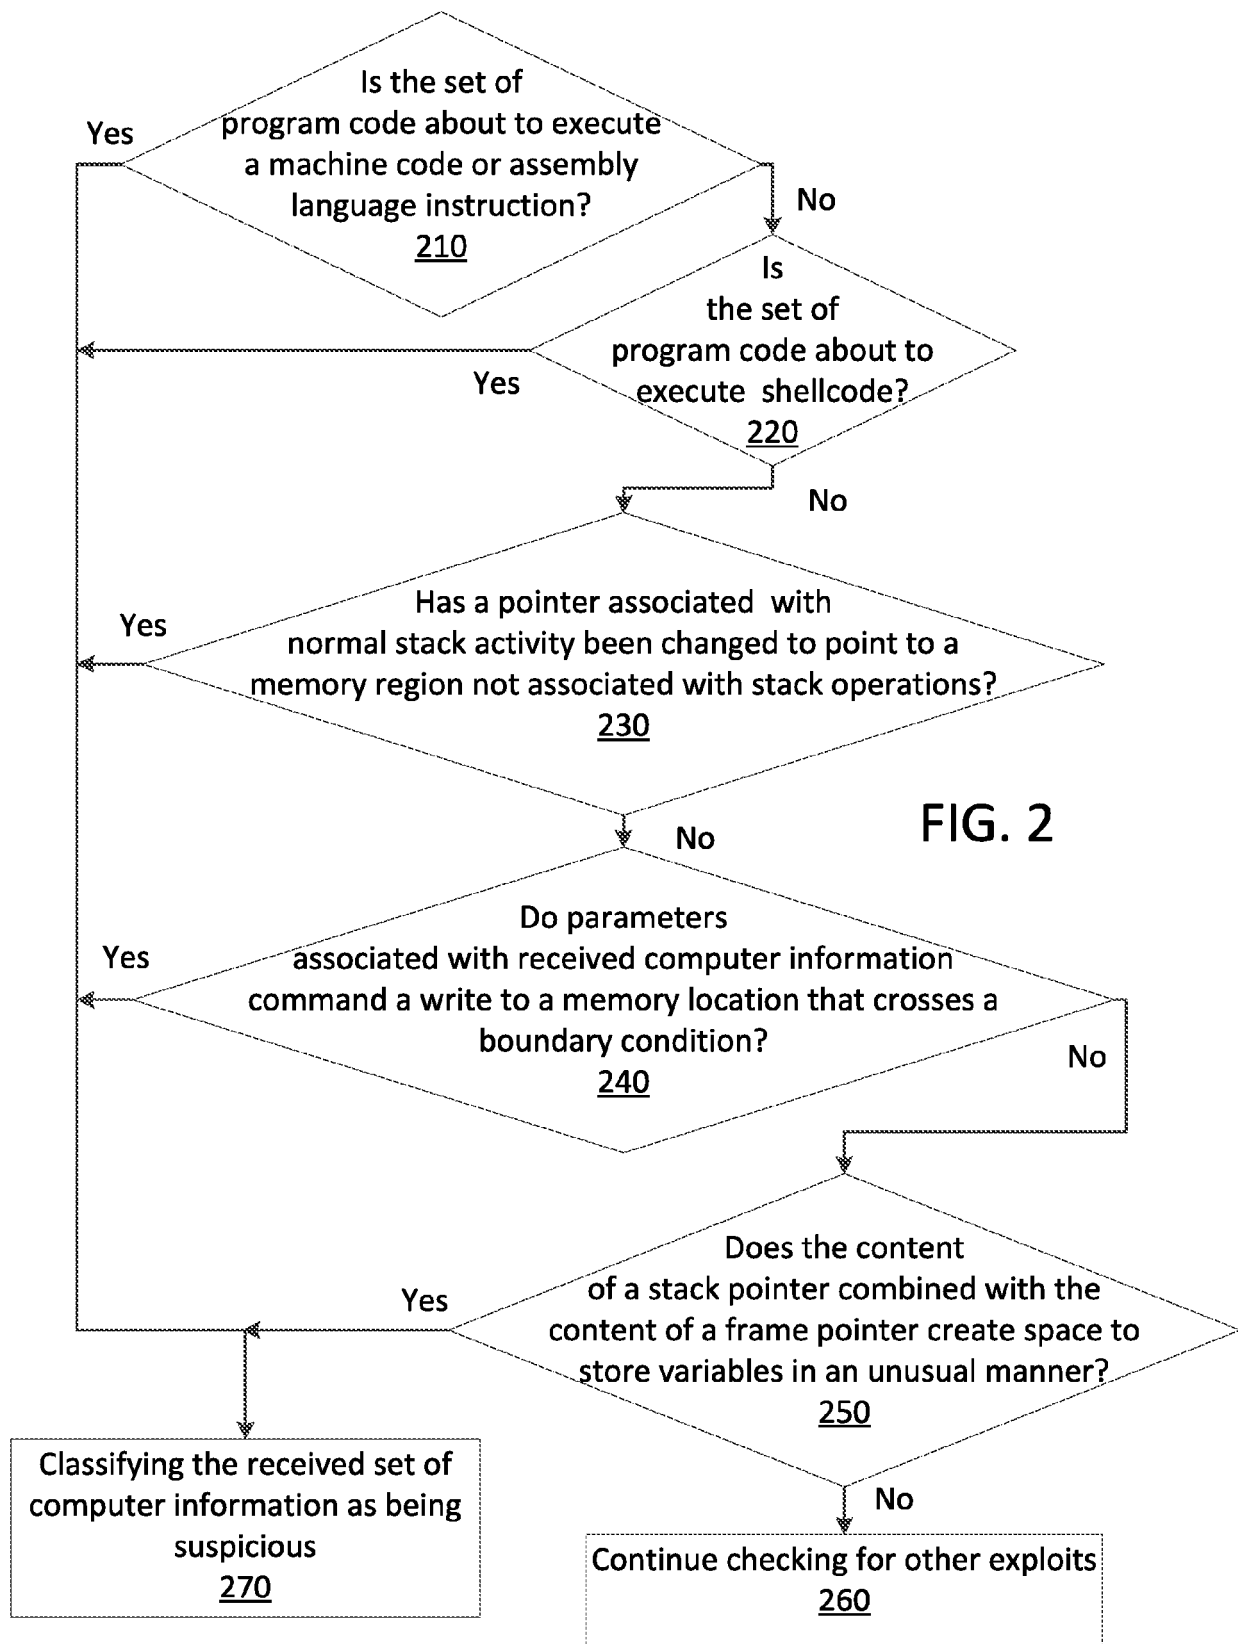 Is the set of
program code about to execute
a machine code or assembly
language instruction?
210
Yes
No
Is
the set of
program code about to
execute shellcode?
220
Yes
No
Has a pointer associated with
normal stack activity been changed to point to a
memory region not associated with stack operations?
230
Yes
No
FIG. 2
Do parameters
associated with received computer information
command a write to a memory location that crosses a
boundary condition?
240
Yes
No
Does the content
of a stack pointer combined with the
content of a frame pointer create space to
store variables in an unusual manner?
250
Yes
No
Classifying the received set of
computer information as being
suspicious
270
Continue checking for other exploits
260